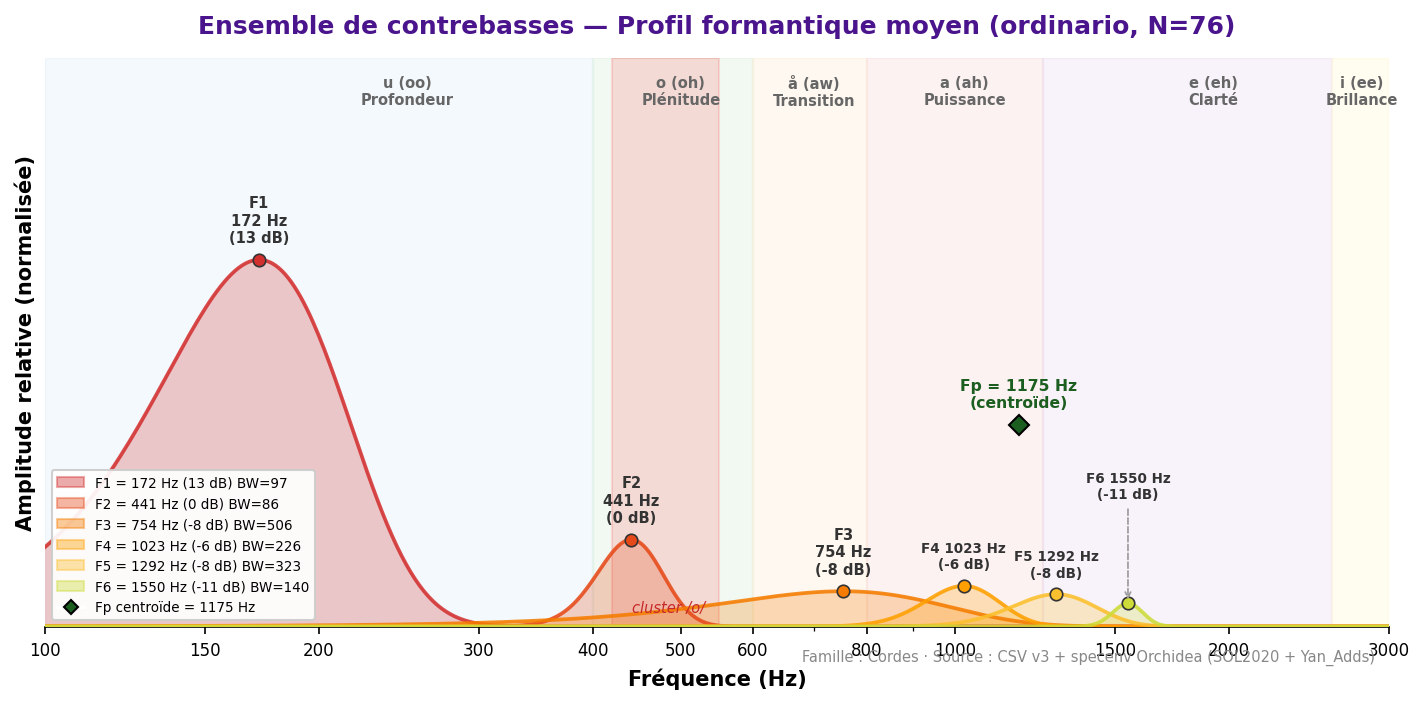 Ensemble de contrebasses — Profil formantique moyen (ordinario, N=76)
u (oo)
Profondeur
o (oh)
Plénitude
å (aw)
Transition
a (ah)
Puissance
e (eh)
Clarté
i (ee)
Brillance
Amplitude relative (normalisée)
F1
172 Hz
(13 dB)
F2
441 Hz
(0 dB)
F3
754 Hz
(-8 dB)
F4 1023 Hz
(-6 dB)
F5 1292 Hz
(-8 dB)
F6 1550 Hz
(-11 dB)
Fp = 1175 Hz
(centroïde)
cluster /o/
F1 = 172 Hz (13 dB) BW=97
F2 = 441 Hz (0 dB) BW=86
F3 = 754 Hz (-8 dB) BW=506
F4 = 1023 Hz (-6 dB) BW=226
F5 = 1292 Hz (-8 dB) BW=323
F6 = 1550 Hz (-11 dB) BW=140
Fp centroïde = 1175 Hz
100 150 200 300 400 500 600 800 1000 1500 2000 3000
Famille : Cordes · Source : CSV v3 + specenv Orchidea (SOL2020 + Yan_Adds)
Fréquence (Hz)